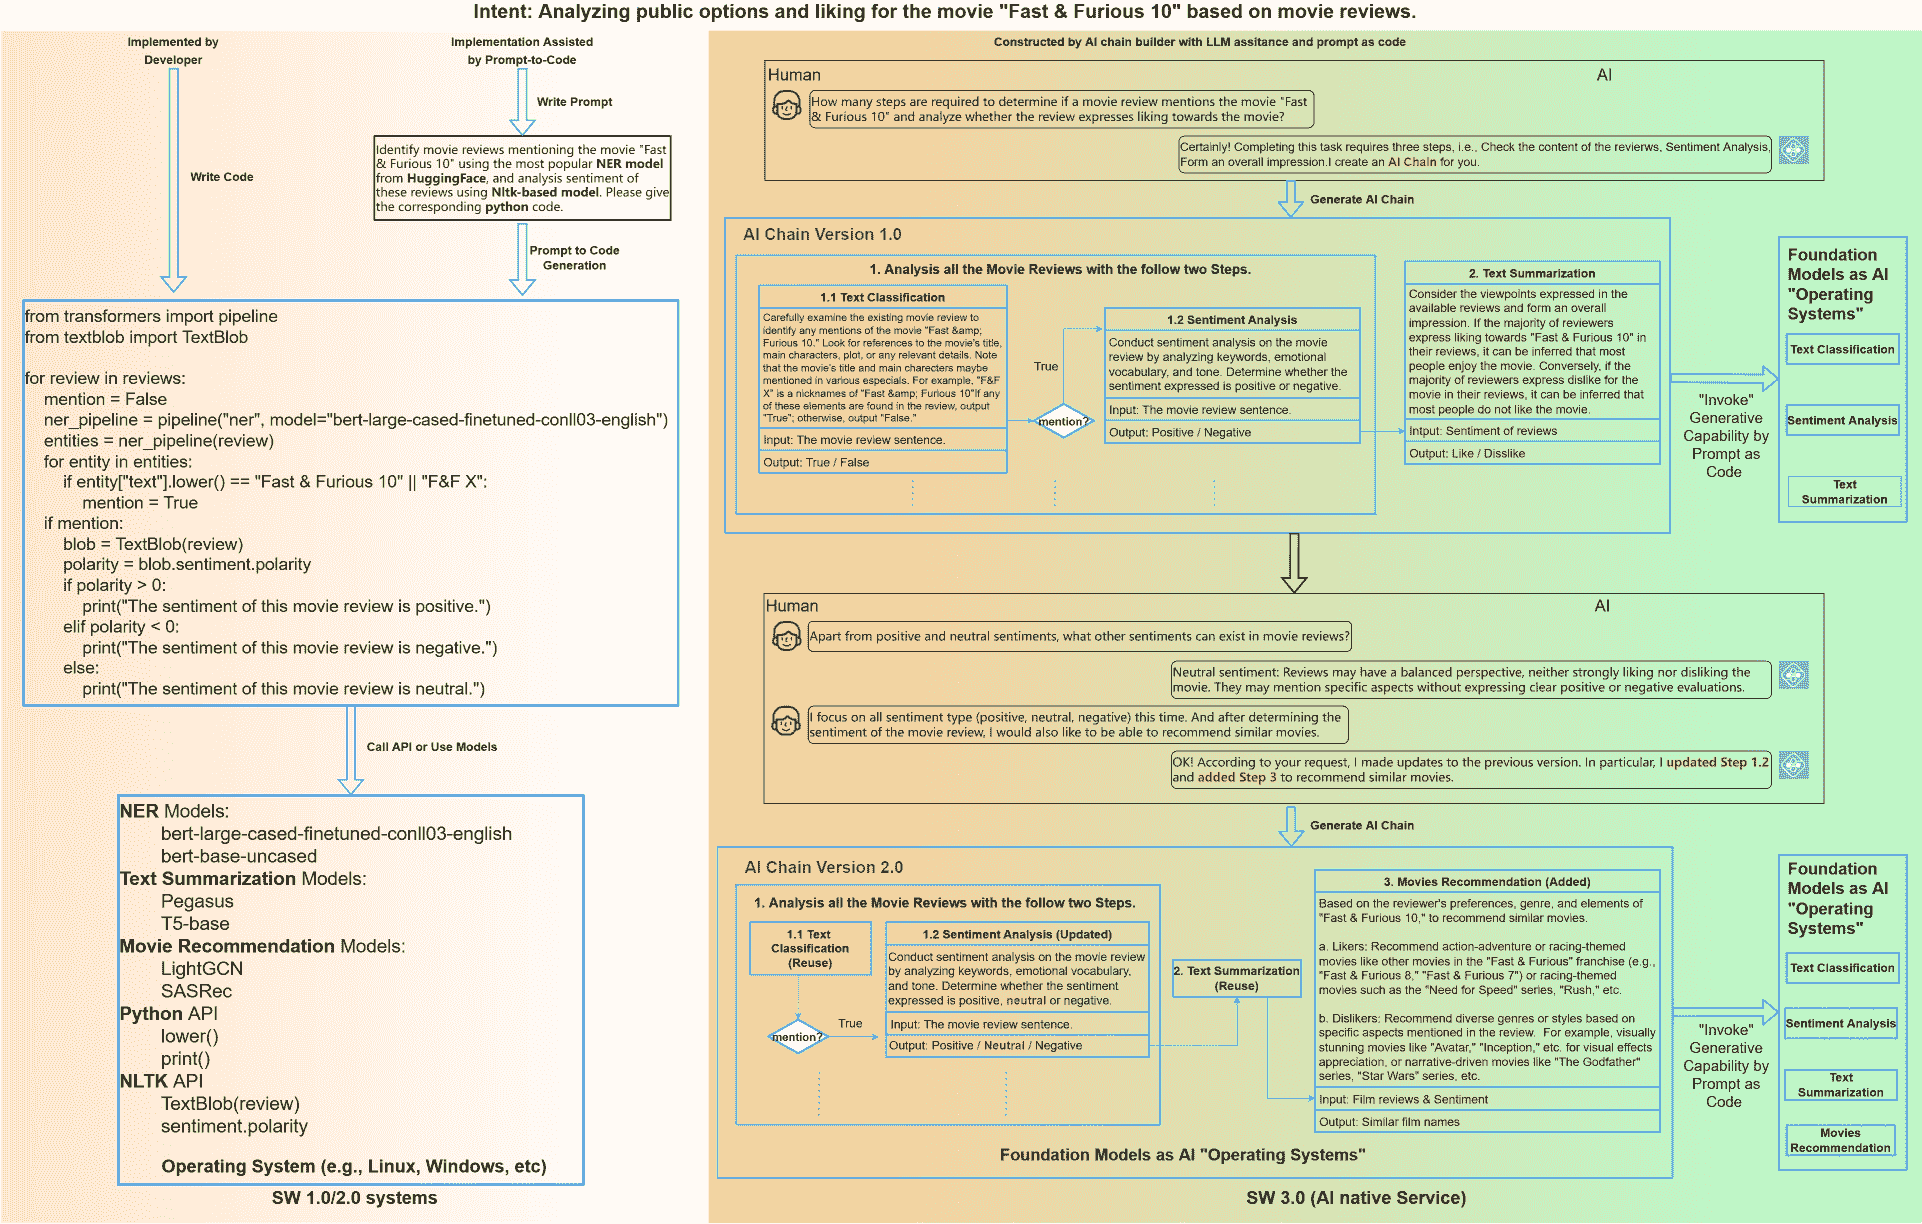 Intent: Analyzing public options and liking for the movie "Fast & Furious 10" based on movie reviews.
Implemented by
Developer
Implementation Assisted
by Prompt-to-Code
Write Prompt
Identify movie reviews mentioning the movie "Fast
& Furious 10" using the most popular NER model
from HuggingFace, and analysis sentiment of
these reviews using Nltk-based model. Please give
the corresponding python code.
Write Code
Prompt to Code
Generation
from transformers import pipeline
from textblob import TextBlob
for review in reviews:
mention = False
ner_pipeline = pipeline("ner", model="bert-large-cased-finetuned-conll03-english")
entities = ner_pipeline(review)
for entity in entities:
if entity["text"].lower() == "Fast & Furious 10" || "F&F X":
mention = True
if mention:
blob = TextBlob(review)
polarity = blob.sentiment.polarity
if polarity > 0:
print("The sentiment of this movie review is positive.")
elif polarity < 0:
print("The sentiment of this movie review is negative.")
else:
print("The sentiment of this movie review is neutral.")
Call API or Use Models
NER Models:
bert-large-cased-finetuned-conll03-english
bert-base-uncased
Text Summarization Models:
Pegasus
T5-base
Movie Recommendation Models:
LightGCN
SASRec
Python API
lower()
print()
NLTK API
TextBlob(review)
sentiment.polarity
Operating System (e.g., Linux, Windows, etc)
SW 1.0/2.0 systems
Constructed by AI chain builder with LLM assitance and prompt as code
Human
AI
How many steps are required to determine if a movie review mentions the movie "Fast
& Furious 10" and analyze whether the review expresses liking towards the movie?
Certainly! Completing this task requires three steps, i.e., Check the content of the revierws, Sentiment Analysis,
Form an overall impression.I create an AI Chain for you.
Generate AI Chain
AI Chain Version 1.0
1. Analysis all the Movie Reviews with the follow two Steps.
1.1 Text Classification
Carefully examine the existing movie review to
identify any mentions of the movie "Fast &amp;
Furious 10." Look for references to the movie's title,
main characters, plot, or any relevant details. Note
that the movie's title and main charecters maybe
mentioned in various especials. For example, "F&F
X" is a nicknames of "Fast &amp; Furious 10"If any
of these elements are found in the review, output
"True"; otherwise, output "False."
Input: The movie review sentence.
Output: True / False
True
mention?
1.2 Sentiment Analysis
Conduct sentiment analysis on the movie
review by analyzing keywords, emotional
vocabulary, and tone. Determine whether the
sentiment expressed is positive or negative.
Input: The movie review sentence.
Output: Positive / Negative
2. Text Summarization
Consider the viewpoints expressed in the
available reviews and form an overall
impression. If the majority of reviewers
express liking towards "Fast & Furious 10" in
their reviews, it can be inferred that most
people enjoy the movie. Conversely, if the
majority of reviewers express dislike for the
movie in their reviews, it can be inferred that
most people do not like the movie.
Intput: Sentiment of reviews
Output: Like / Disslike
"Invoke"
Generative
Capability by
Prompt as
Code
Foundation
Models as AI
"Operating
Systems"
Text Classification
Sentiment Analysis
Text
Summarization
Human
AI
Apart from positive and neutral sentiments, what other sentiments can exist in movie reviews?
Neutral sentiment: Reviews may have a balanced perspective, neither strongly liking nor disliking the
movie. They may mention specific aspects without expressing clear positive or negative evaluations.
I focus on all sentiment type (positive, neutral, negative) this time. And after determining the
sentiment of the movie review, I would also like to be able to recommend similar movies.
OK! According to your request, I made updates to the previous version. In particular, I updated Step 1.2
and added Step 3 to recommend similar movies.
Generate AI Chain
AI Chain Version 2.0
1. Analysis all the Movie Reviews with the follow two Steps.
1.1 Text
Classification
(Reuse)
mention?
True
1.2 Sentiment Analysis (Updated)
Conduct sentiment analysis on the movie review
by analyzing keywords, emotional vocabulary,
and tone. Determine whether the sentiment
expressed is positive, neutral or negative.
Input: The movie review sentence.
Output: Positive / Neutral / Negative
2. Text Summarization
(Reuse)
3. Movies Recommendation (Added)
Based on the reviewer's preferences, genre, and elements of
"Fast & Furious 10," to recommend similar movies.
a. Likers: Recommend action-adventure or racing-themed
movies like other movies in the "Fast & Furious" franchise (e.g.,
"Fast & Furious 8," "Fast & Furious 7") or racing-themed
movies such as the "Need for Speed" series, "Rush," etc.
b. Dislikers: Recommend diverse genres or styles based on
specific aspects mentioned in the review. For example, visually
stunning movies like "Avatar," "Inception," etc. for visual effects
appreciation, or narrative-driven movies like "The Godfather"
series, "Star Wars" series, etc.
Input: Film reviews & Sentiment
Output: Similar film names
Foundation Models as AI "Operating Systems"
"Invoke"
Generative
Capability by
Prompt as
Code
Foundation
Models as AI
"Operating
Systems"
Text Classification
Sentiment Analysis
Text
Summarization
Movies
Recommendation
SW 3.0 (AI native Service)